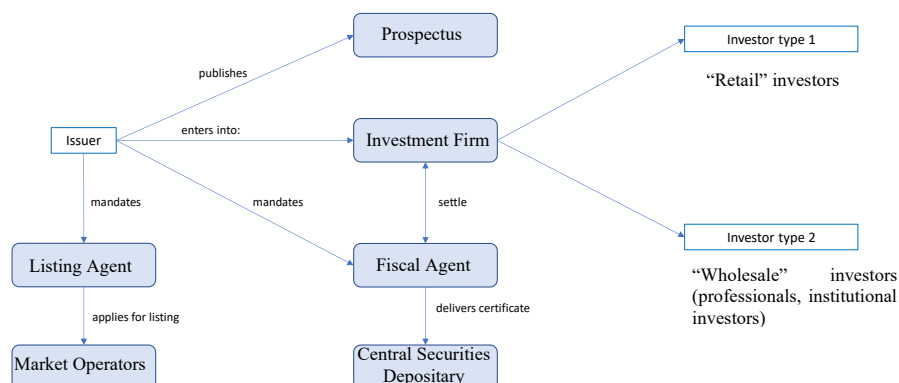 Prospectus
Investor type 1
publishes
"Retail" investors
enters into:
Issuer
Investment Firm
mandates
mandates
settle
Investor type 2
Listing Agent
Fiscal Agent
"Wholesale" investors
(professionals, institutional
investors)
applies for listing
delivers certificate
Market Operators
Central Securities
Depositary